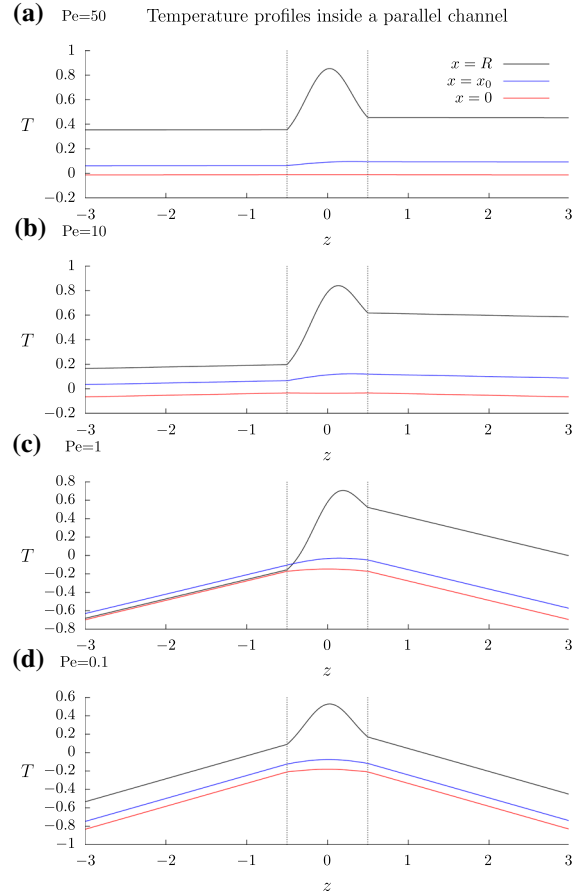 (a) Pe=50 Temperature profiles inside a parallel channel
x = R
x = x₀
x = 0
1
0.8
0.6
0.4
0.2
0
−0.2
T
−3 −2 −1 0 1 2 3
z
(b) Pe=10
1
0.8
0.6
0.4
0.2
0
−0.2
T
−3 −2 −1 0 1 2 3
z
(c) Pe=1
0.8
0.6
0.4
0.2
0
−0.2
−0.4
−0.6
−0.8
T
−3 −2 −1 0 1 2 3
z
(d) Pe=0.1
0.6
0.4
0.2
0
−0.2
−0.4
−0.6
−0.8
−1
T
−3 −2 −1 0 1 2 3
z